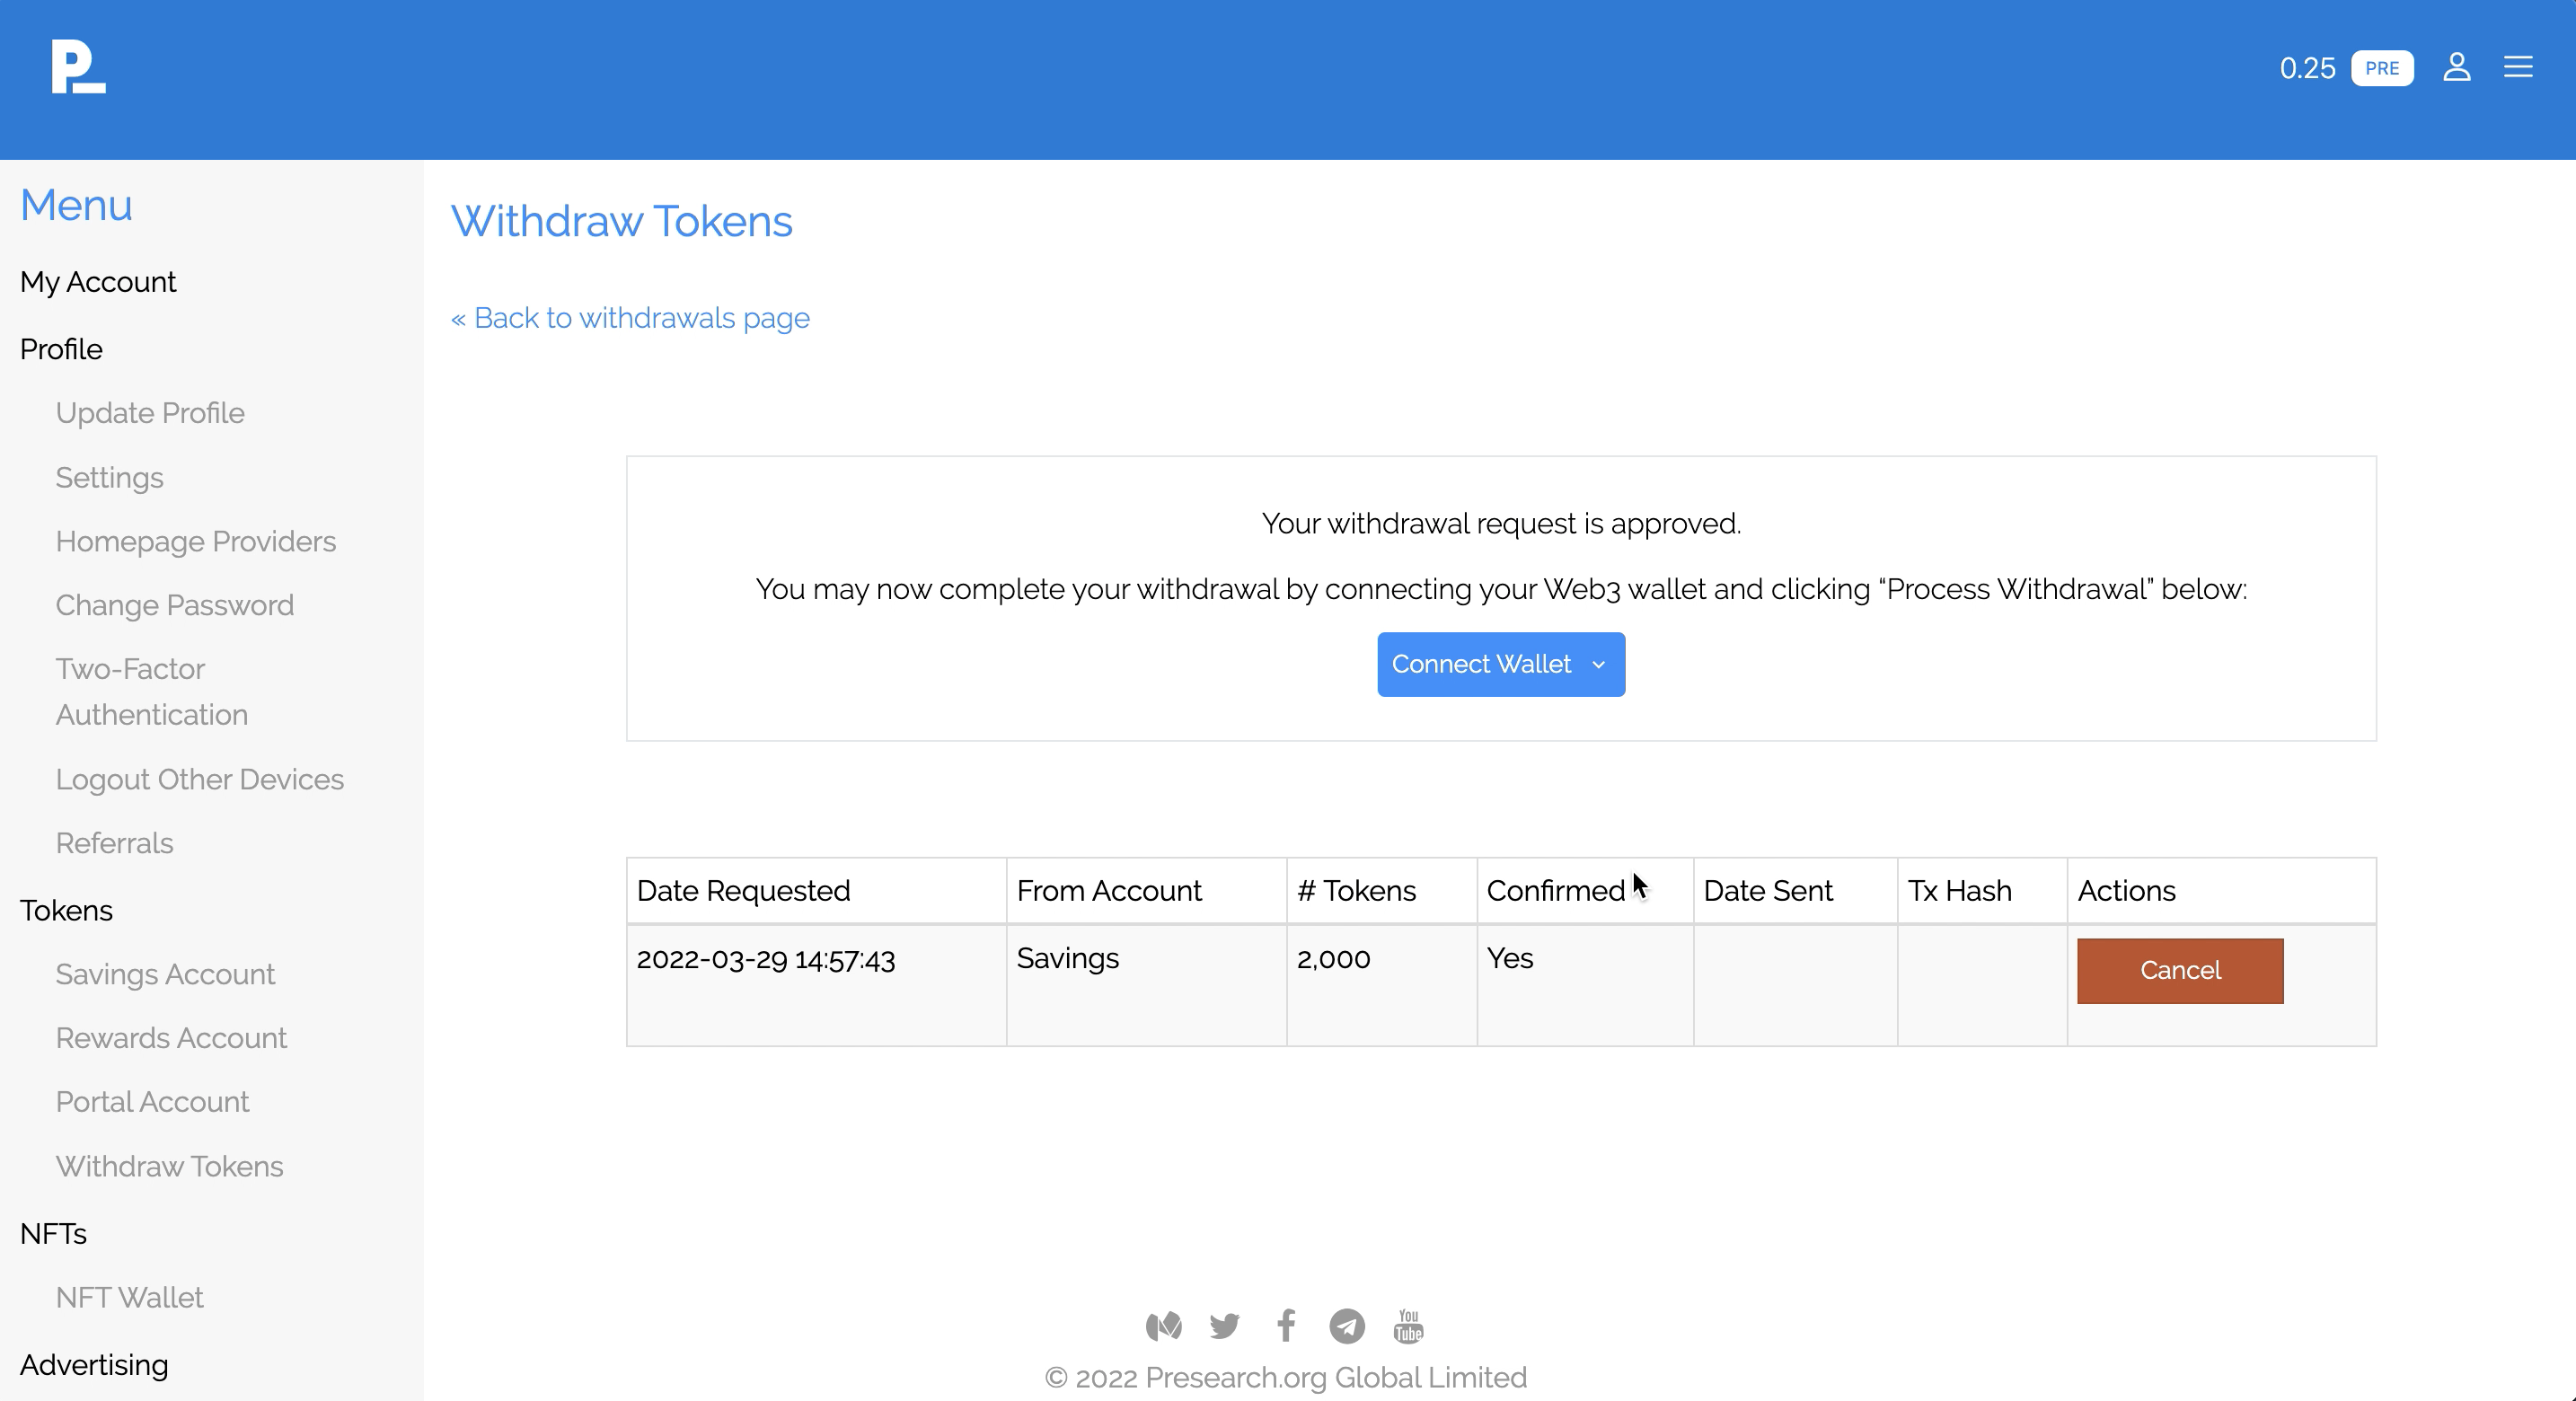 P_
0.25 PRE
Menu
My Account
Profile
Update Profile
Settings
Homepage Providers
Change Password
Two-Factor
Authentication
Logout Other Devices
Referrals
Tokens
Savings Account
Rewards Account
Portal Account
Withdraw Tokens
NFTs
NFT Wallet
Advertising
Withdraw Tokens
« Back to withdrawals page
Your withdrawal request is approved.
You may now complete your withdrawal by connecting your Web3 wallet and clicking “Process Withdrawal” below:
Connect Wallet
Date Requested From Account # Tokens Confirmed Date Sent Tx Hash Actions
2022-03-29 14:57:43 Savings 2,000 Yes Cancel
You
Tube
© 2022 Presearch.org Global Limited